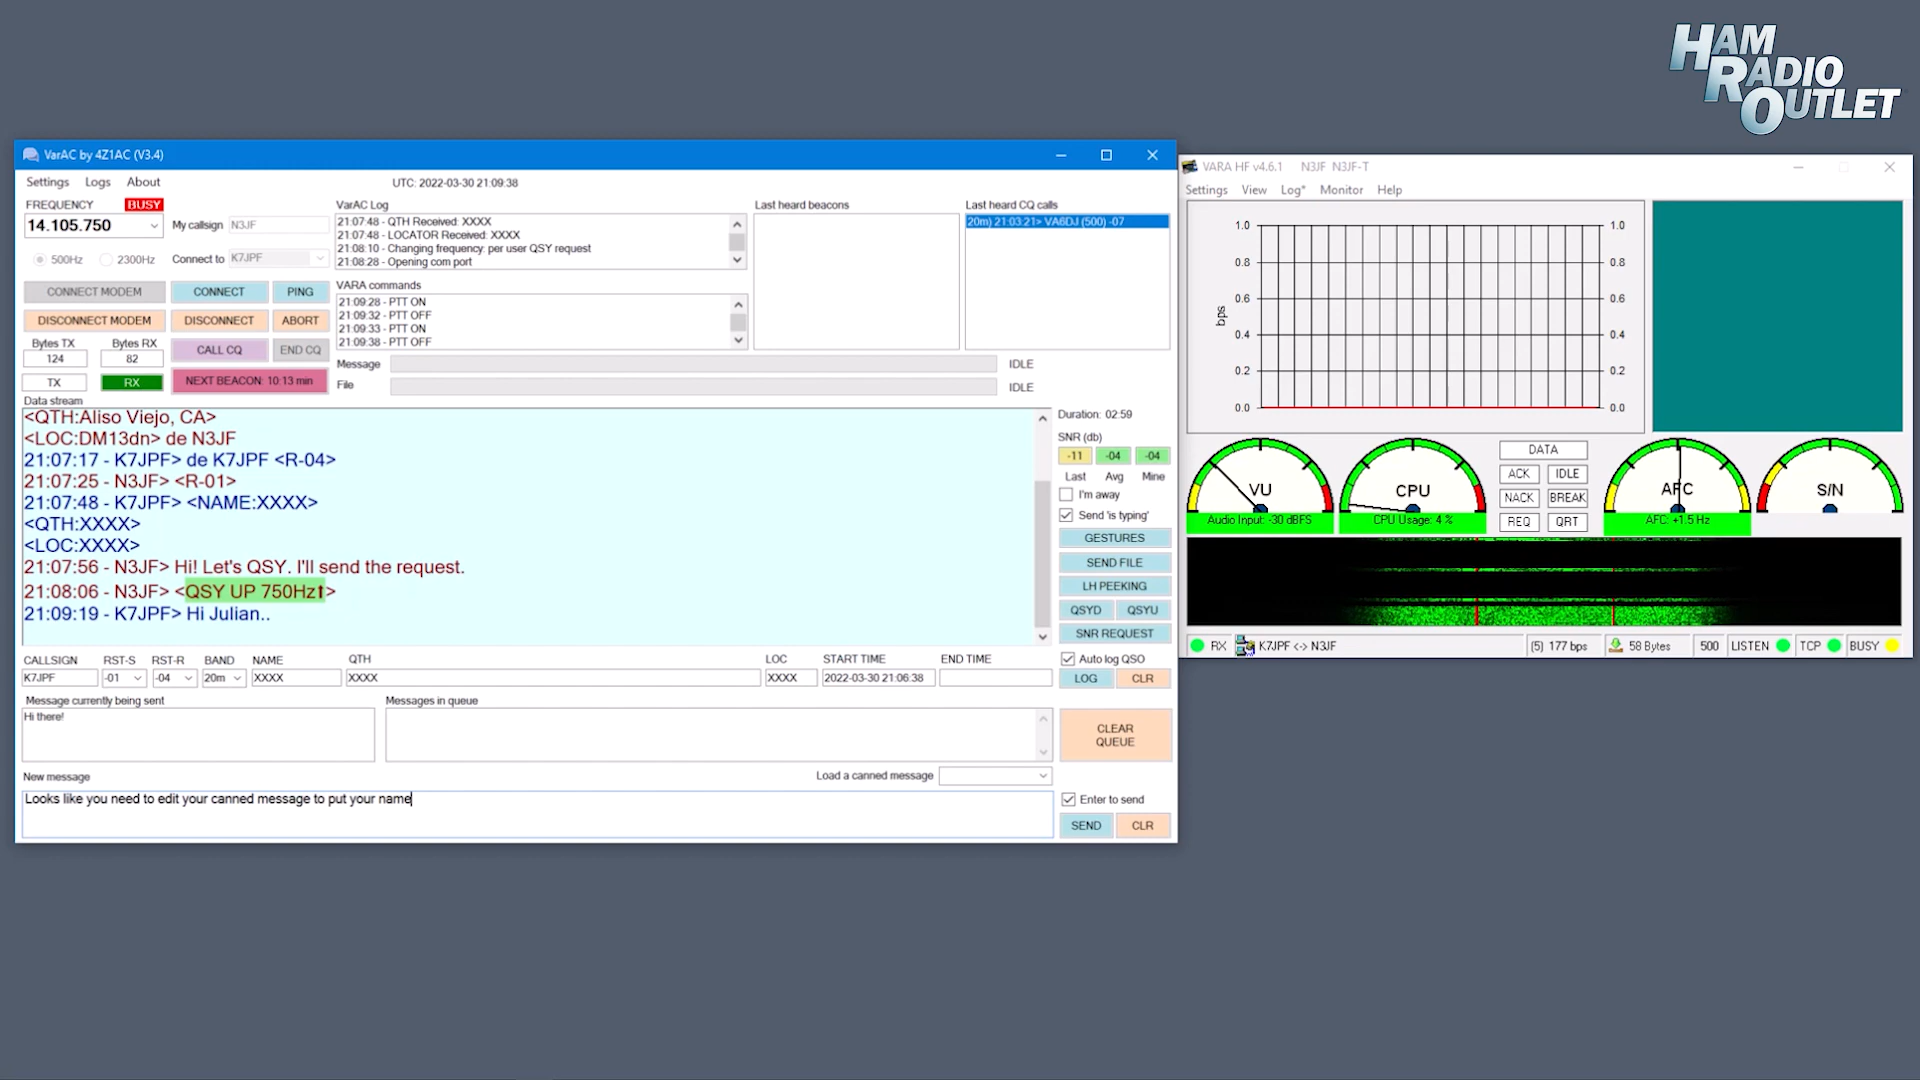 HAM
RADIO
OUTLET
VarAC by 4Z1AC (V3.4)
Settings Logs About
UTC: 2022-03-30 21:09:38
FREQUENCY BUSY
14.105.750
My callsign N3JF
500Hz 2300Hz
Connect to K7JPF
CONNECT MODEM CONNECT PING
DISCONNECT MODEM DISCONNECT ABORT
Bytes TX Bytes RX
124 82
CALL CQ END CQ
TX RX
NEXT BEACON: 10:13 min
VarAC Log
21:07:48 - QTH Received: XXXX
21:07:48 - LOCATOR Received: XXXX
21:08:10 - Changing frequency: per user QSY request
21:08:28 - Opening com port
VARA commands
21:09:28 - PTT ON
21:09:32 - PTT OFF
21:09:33 - PTT ON
21:09:38 - PTT OFF
Last heard beacons
Last heard CQ calls
20m) 21:03:21> VA6DJ (500) -07
Message IDLE
File IDLE
Data stream
<QTH:Aliso Viejo, CA>
<LOC:DM13dn> de N3JF
21:07:17 - K7JPF> de K7JPF <R-04>
21:07:25 - N3JF> <R-01>
21:07:48 - K7JPF> <NAME:XXXX>
<QTH:XXXX>
<LOC:XXXX>
21:07:56 - N3JF> Hi! Let's QSY. I'll send the request.
21:08:06 - N3JF> <QSY UP 750Hz⬆>
21:09:19 - K7JPF> Hi Julian..
Duration: 02:59
SNR (db)
-11 -04 -04
Last Avg Mine
I'm away
Send 'is typing'
GESTURES
SEND FILE
LH PEEKING
QSYD QSYU
SNR REQUEST
CALLSIGN RST-S RST-R BAND NAME QTH LOC START TIME END TIME
K7JPF -01 -04 20m XXXX XXXX XXXX 2022-03-30 21:06:38
Auto log QSO
LOG CLR
Message currently being sent
Hi there!
Messages in queue
CLEAR
QUEUE
New message
Load a canned message
Looks like you need to edit your canned message to put your name
Enter to send
SEND CLR
VARA HF v4.6.1 N3JF N3JF-T
Settings View Log* Monitor Help
1.0 1.0
0.8 0.8
0.6 0.6
bps
0.4 0.4
0.2 0.2
0.0 0.0
VU
Audio Input: -30 dBFS
CPU
CPU Usage: 4 %
DATA
ACK IDLE
NACK BREAK
REQ QRT
AFC
AFC: +1.5 Hz
S/N
RX K7JPF <-> N3JF (5) 177 bps 58 Bytes 500 LISTEN TCP BUSY